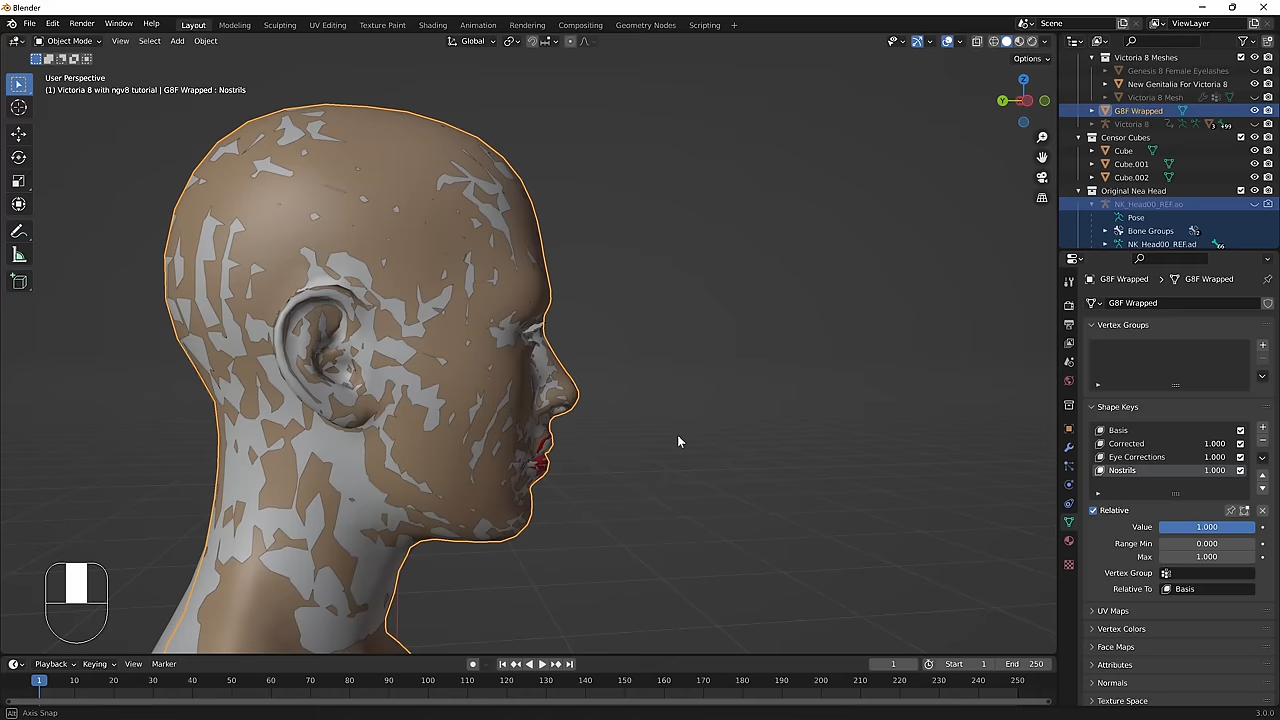 Blender
File Edit Render Window Help Layout Modeling Sculpting UV Editing Texture Paint Shading Animation Rendering Compositing Geometry Nodes Scripting + Scene ViewLayer
Object Mode View Select Add Object Global
Options
User Perspective
(1) Victoria 8 with ngv8 tutorial | G8F Wrapped : Nostrils
Z
Y
Victoria 8 Meshes
Genesis 8 Female Eyelashes
New Genitalia For Victoria 8
Victoria 8 Mesh
G8F Wrapped
Victoria 8
Censor Cubes
Cube
Cube.001
Cube.002
Original Nea Head
NK_Head00_REF.ao
Pose
Bone Groups
NK_Head00_REF.ad
G8F Wrapped > G8F Wrapped
G8F Wrapped
Vertex Groups
Shape Keys
Basis
Corrected 1.000
Eye Corrections 1.000
Nostrils 1.000
Relative
Value 1.000
Range Min 0.000
Max 1.000
Vertex Group
Relative To Basis
UV Maps
Vertex Colors
Face Maps
Attributes
Normals
Texture Space
Playback Keying View Marker 1 Start 1 End 250
1 10 20 30 40 50 60 70 80 90 100 110 120 130 140 150 160 170 180 190 200 210 220 230 240 250
Alt Axis Snap 3.0.0